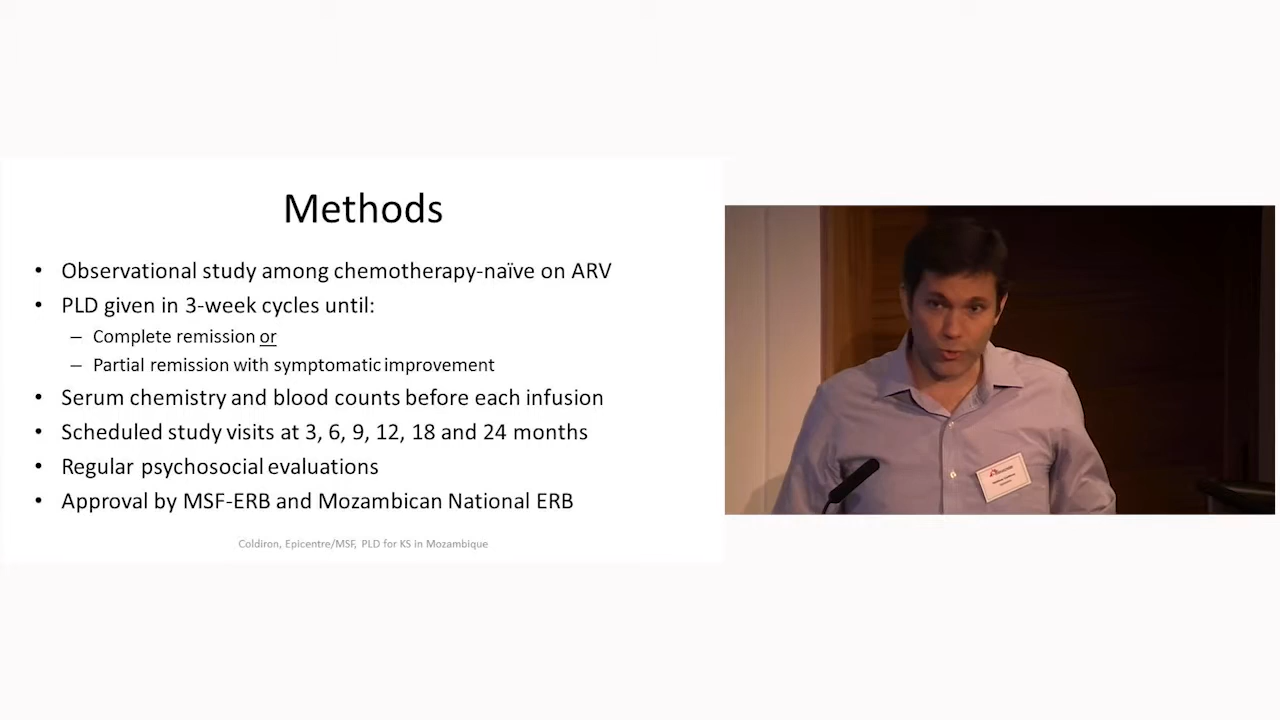 Methods
• Observational study among chemotherapy-naïve on ARV
• PLD given in 3-week cycles until:
– Complete remission or
– Partial remission with symptomatic improvement
• Serum chemistry and blood counts before each infusion
• Scheduled study visits at 3, 6, 9, 12, 18 and 24 months
• Regular psychosocial evaluations
• Approval by MSF-ERB and Mozambican National ERB
Coldiron, Epicentre/MSF, PLD for KS in Mozambique